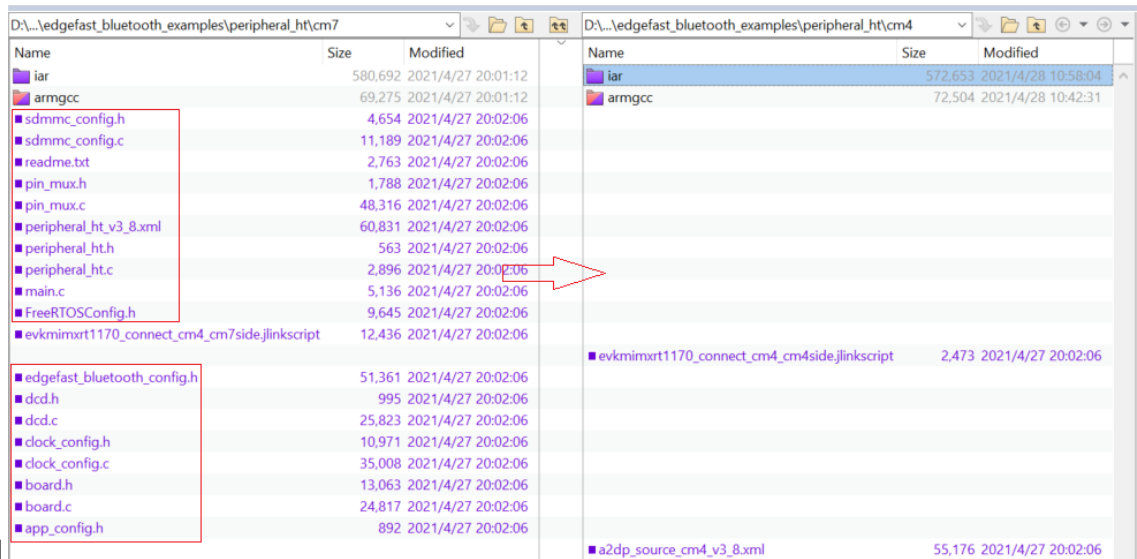 D:\...\edgefast_bluetooth_examples\peripheral_ht\cm7 D:\...\edgefast_bluetooth_examples\peripheral_ht\cm4
Name Size Modified Name Size Modified
iar 580,692 2021/4/27 20:01:12 iar 572,653 2021/4/28 10:58:04
armgcc 69,275 2021/4/27 20:01:12 armgcc 72,504 2021/4/28 10:42:31
sdmmc_config.h 4,654 2021/4/27 20:02:06
sdmmc_config.c 11,189 2021/4/27 20:02:06
readme.txt 2,763 2021/4/27 20:02:06
pin_mux.h 1,788 2021/4/27 20:02:06
pin_mux.c 48,316 2021/4/27 20:02:06
peripheral_ht_v3_8.xml 60,831 2021/4/27 20:02:06
peripheral_ht.h 563 2021/4/27 20:02:06
peripheral_ht.c 2,896 2021/4/27 20:02:06
main.c 5,136 2021/4/27 20:02:06
FreeRTOSConfig.h 9,645 2021/4/27 20:02:06
evkmimxrt1170_connect_cm4_cm7side.jlinkscript 12,436 2021/4/27 20:02:06
evkmimxrt1170_connect_cm4_cm4side.jlinkscript 2,473 2021/4/27 20:02:06
edgefast_bluetooth_config.h 51,361 2021/4/27 20:02:06
dcd.h 995 2021/4/27 20:02:06
dcd.c 25,823 2021/4/27 20:02:06
clock_config.h 10,971 2021/4/27 20:02:06
clock_config.c 35,008 2021/4/27 20:02:06
board.h 13,063 2021/4/27 20:02:06
board.c 24,817 2021/4/27 20:02:06
app_config.h 892 2021/4/27 20:02:06
a2dp_source_cm4_v3_8.xml 55,176 2021/4/27 20:02:06